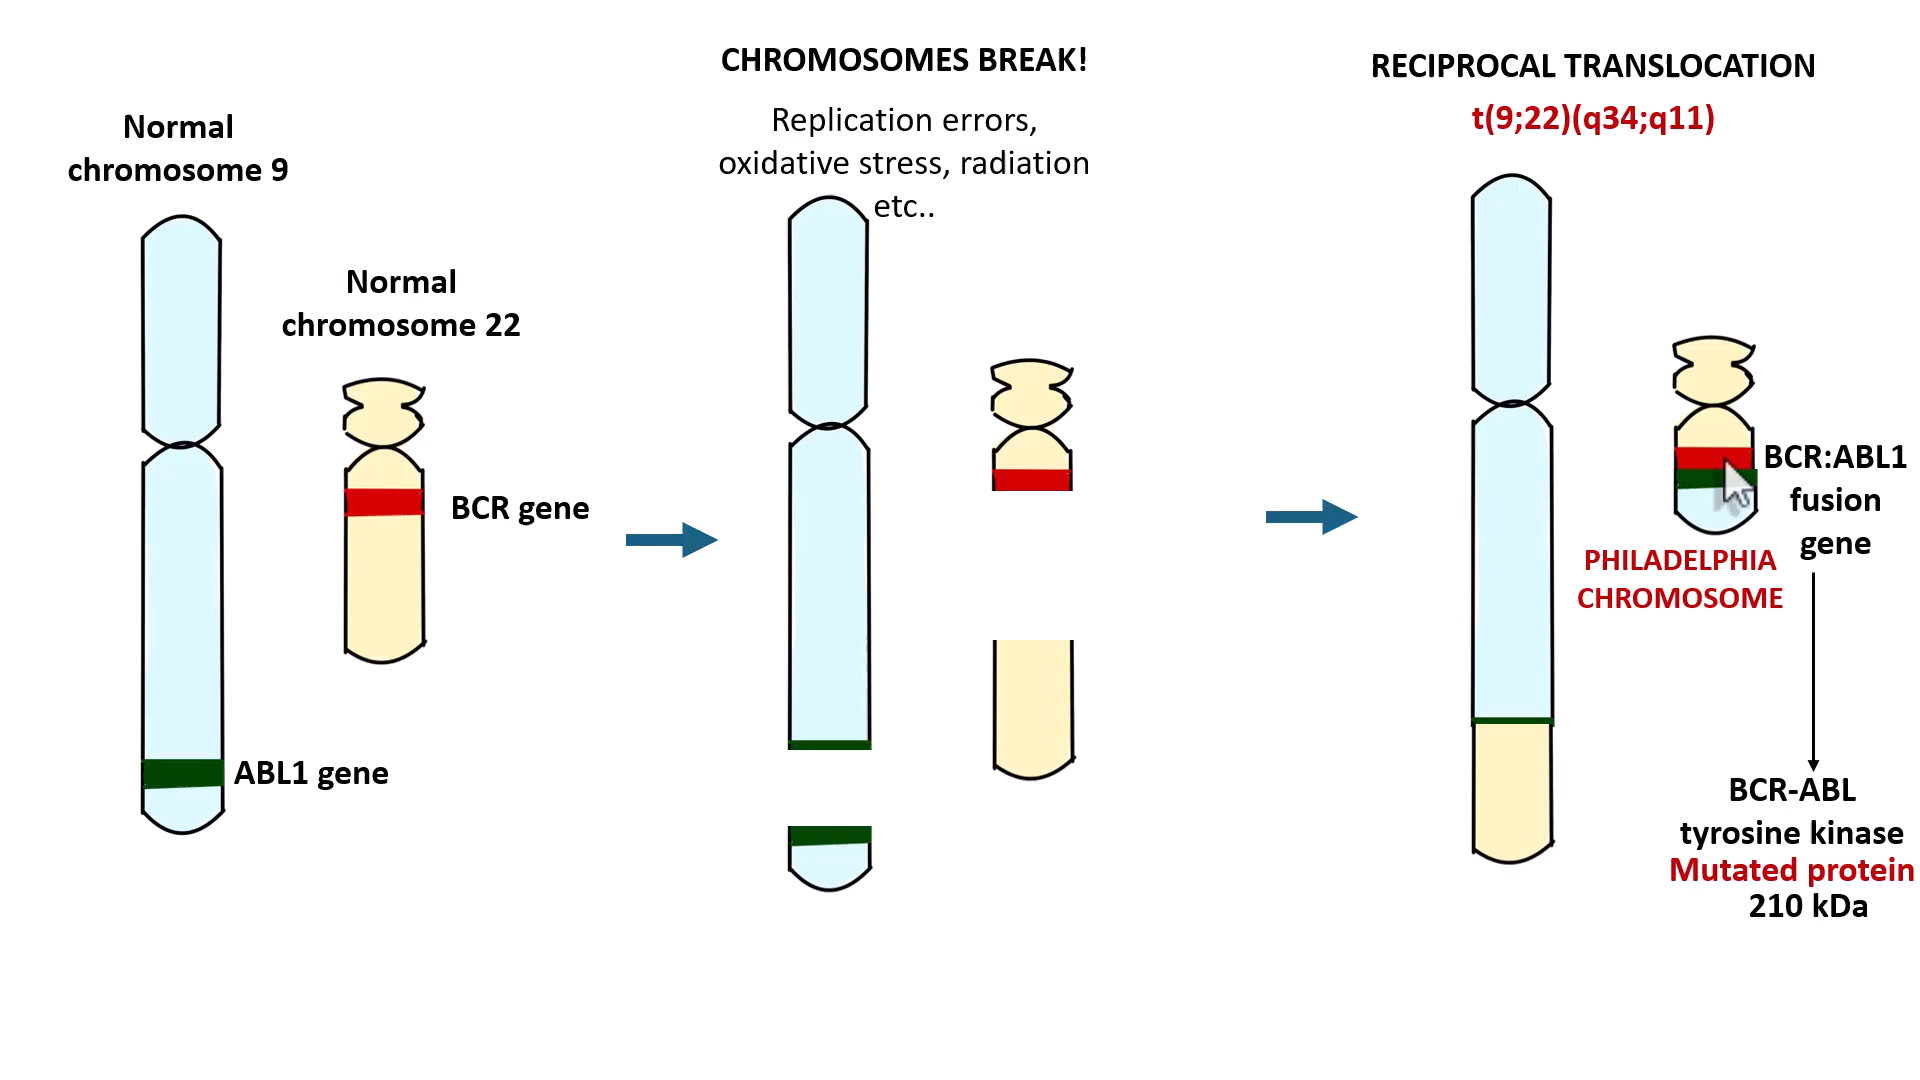 Normal
chromosome 9
Normal
chromosome 22
BCR gene
ABL1 gene
CHROMOSOMES BREAK!
Replication errors,
oxidative stress, radiation
etc..
RECIPROCAL TRANSLOCATION
t(9;22)(q34;q11)
BCR:ABL1
fusion
gene
PHILADELPHIA
CHROMOSOME
BCR-ABL
tyrosine kinase
Mutated protein
210 kDa